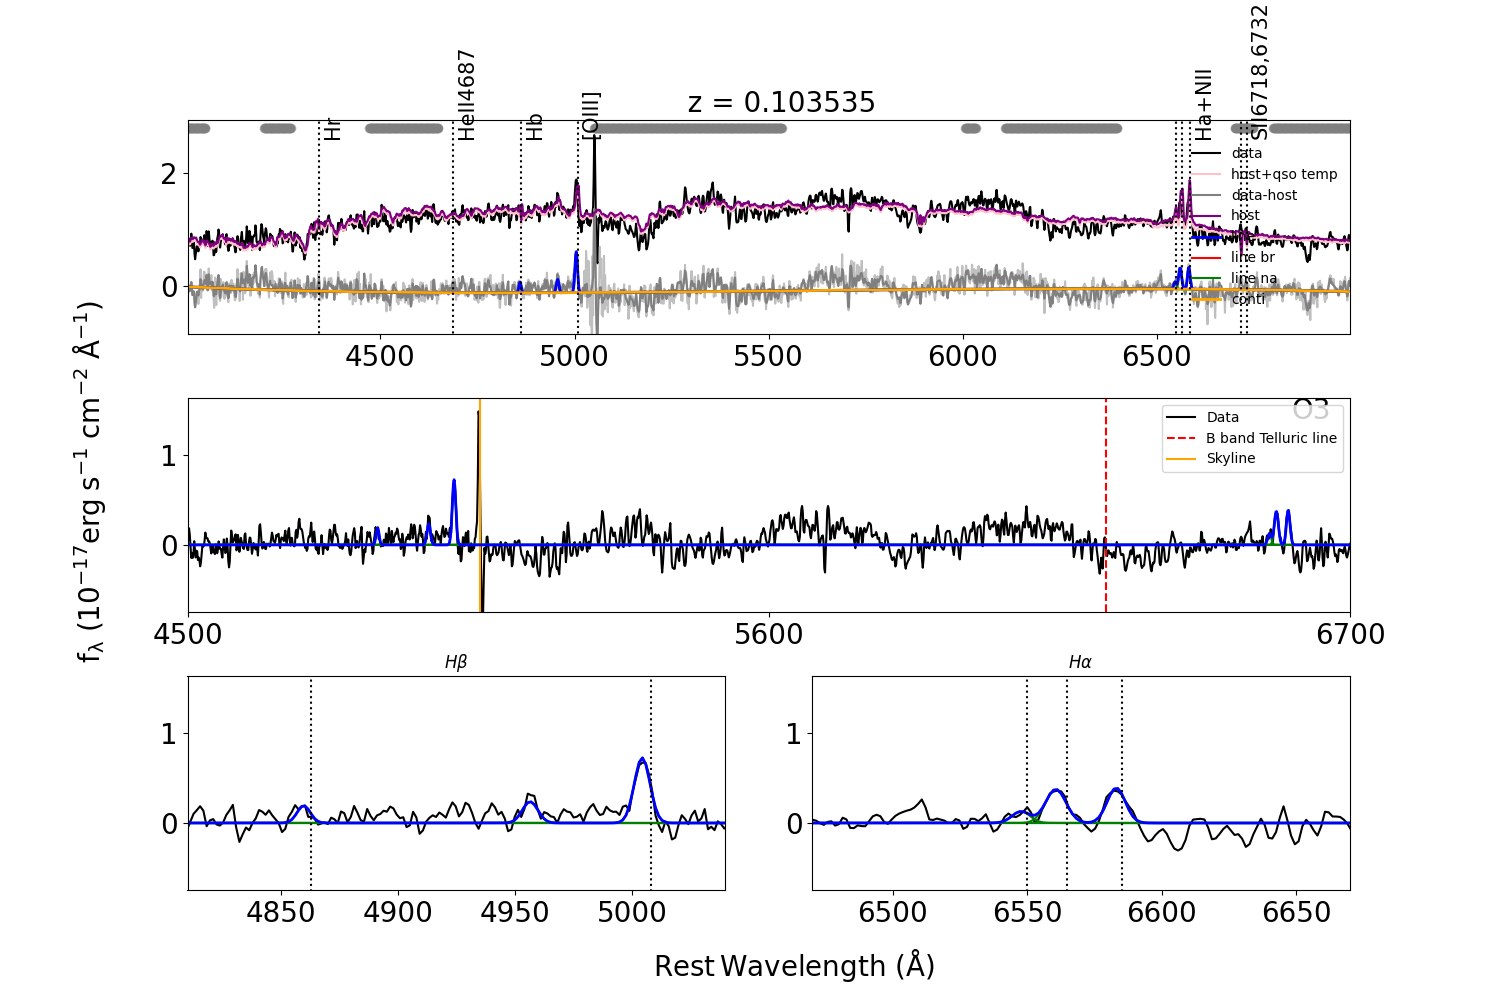 z = 0.103535
Hr
HeII4687
Hb
[OIII]
Ha+NII
SII6718,6732
data
host+qso temp
data-host
host
line br
line na
conti
2
0
4500 5000 5500 6000 6500
O3
Data
B band Telluric line
Skyline
1
0
4500 5600 6700
fλ (10⁻¹⁷erg s⁻¹ cm⁻² Å⁻¹)
Hβ
1
0
4850 4900 4950 5000
Hα
1
0
6500 6550 6600 6650
Rest Wavelength (Å)